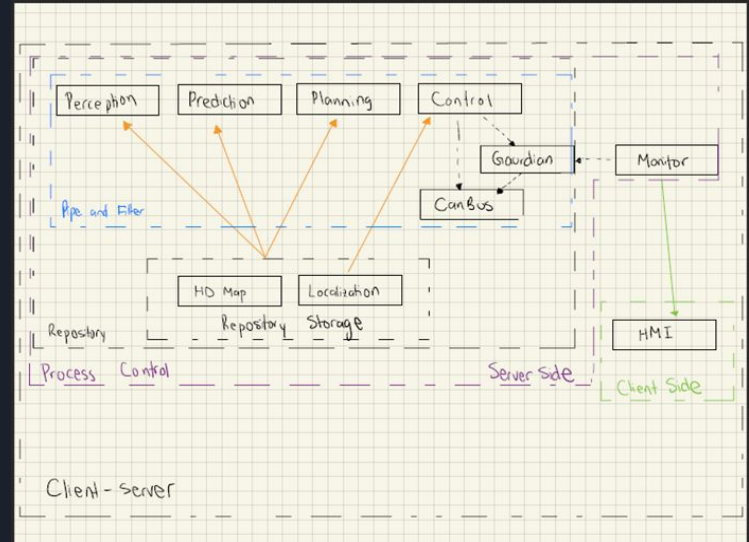 Perception
Prediction
Planning
Control
Gaurdian
Monitor
CanBus
Pipe and Filter
HD Map
Localization
Repository Storage
Repository
HMI
Process Control
Server Side
Client Side
Client-server